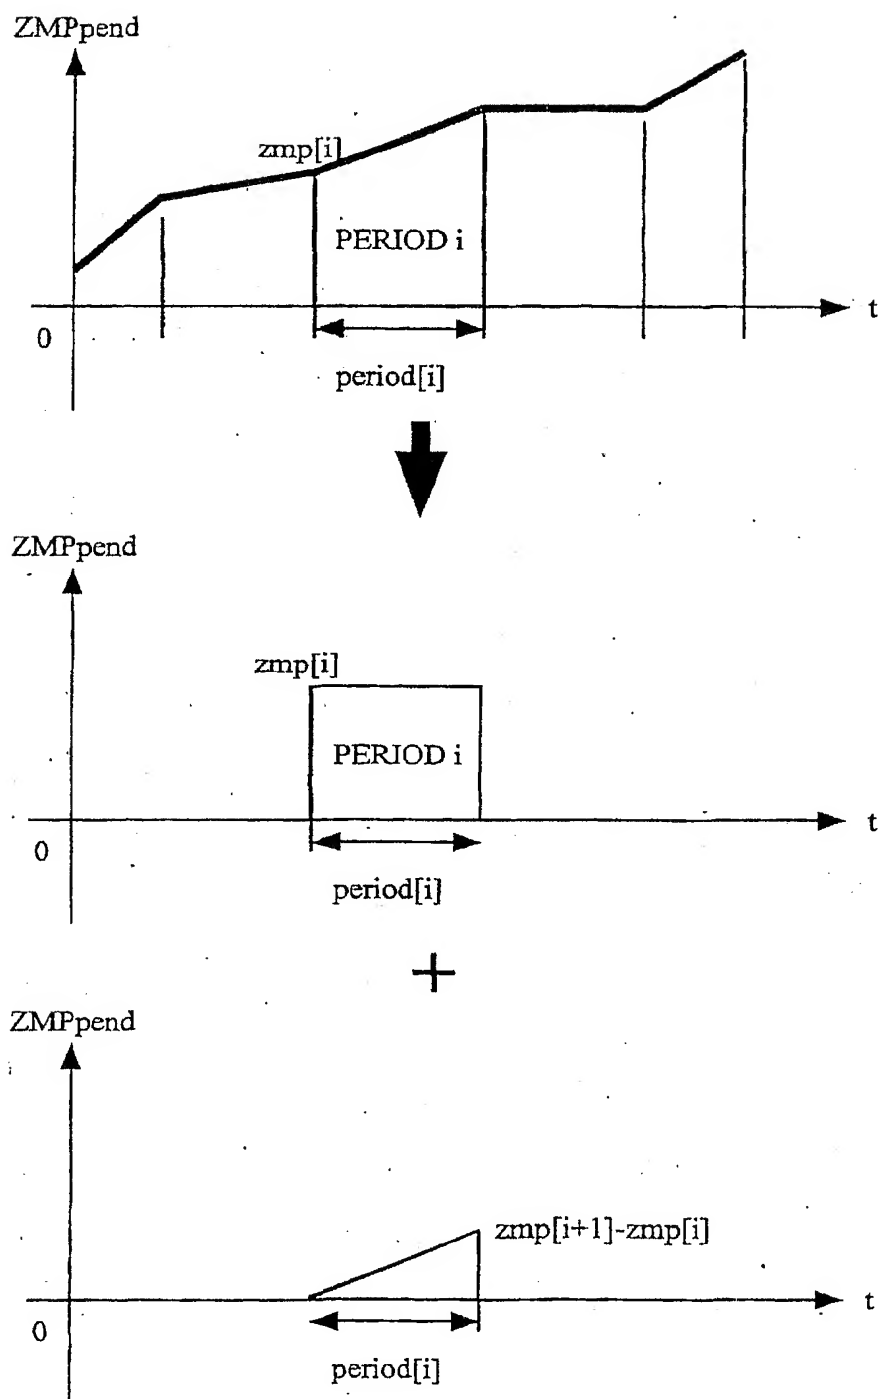 ZMPpend
zmp[i]
PERIOD i
0
t
period[i]
ZMPpend
zmp[i]
PERIOD i
0
t
period[i]
+
ZMPpend
zmp[i+1]-zmp[i]
0
t
period[i]